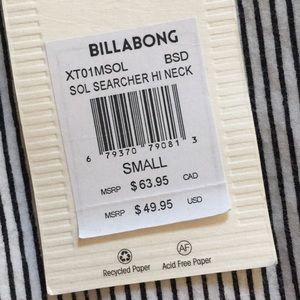 BILLABONG
XT01MSOL BSD
SOL SEARCHER HI NECK
6 79370 79081 3
SMALL
MSRP $63.95 CAD
MSRP $49.95 USD
AF
Recycled Paper Acid Free Paper